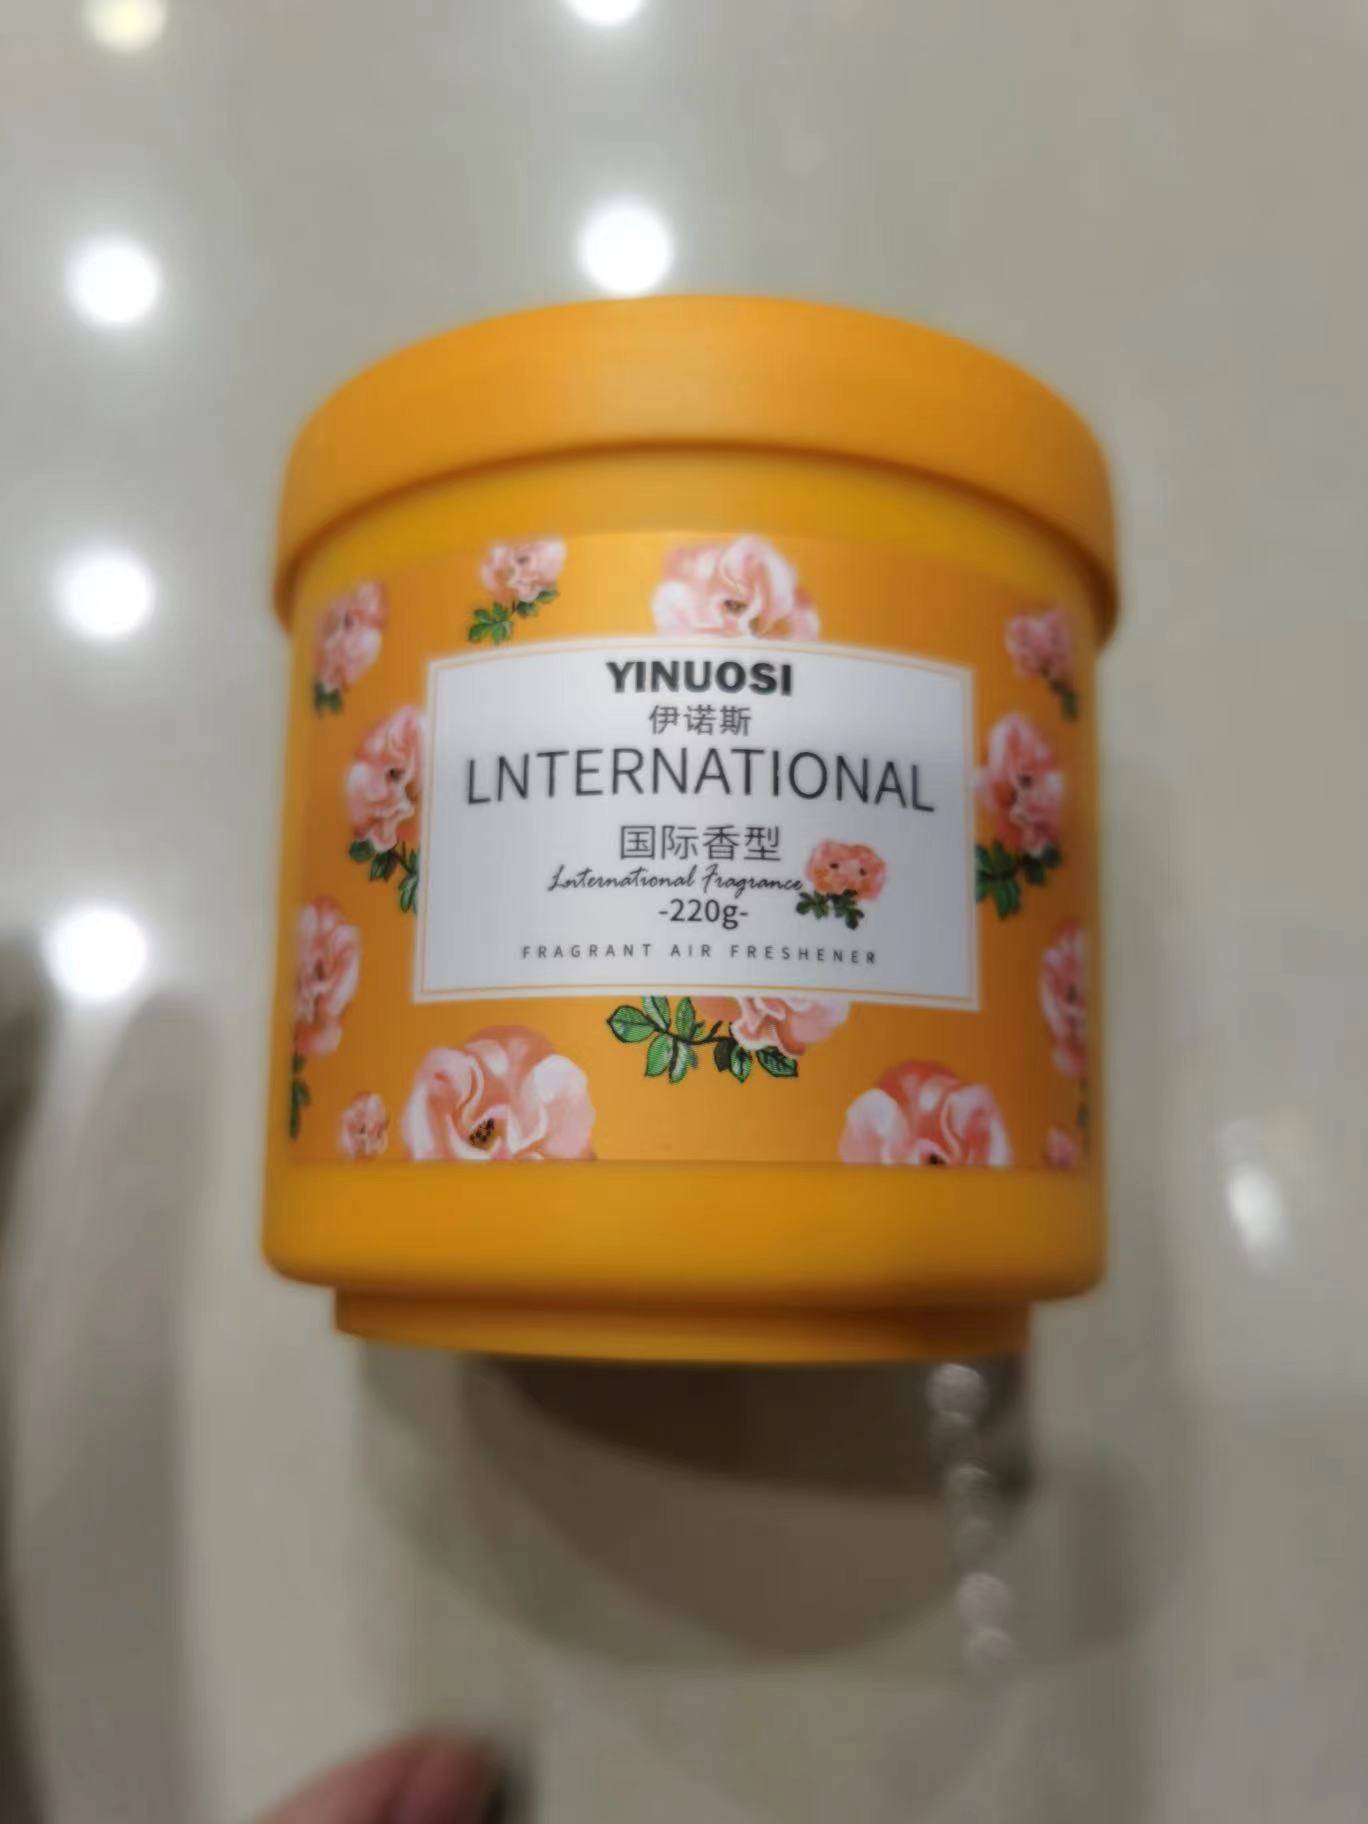 YINUOSI
伊诺斯
LNTERNATIONAL
国际香型
Lnternational Fragrance
-220g-
FRAGRANT AIR FRESHENER